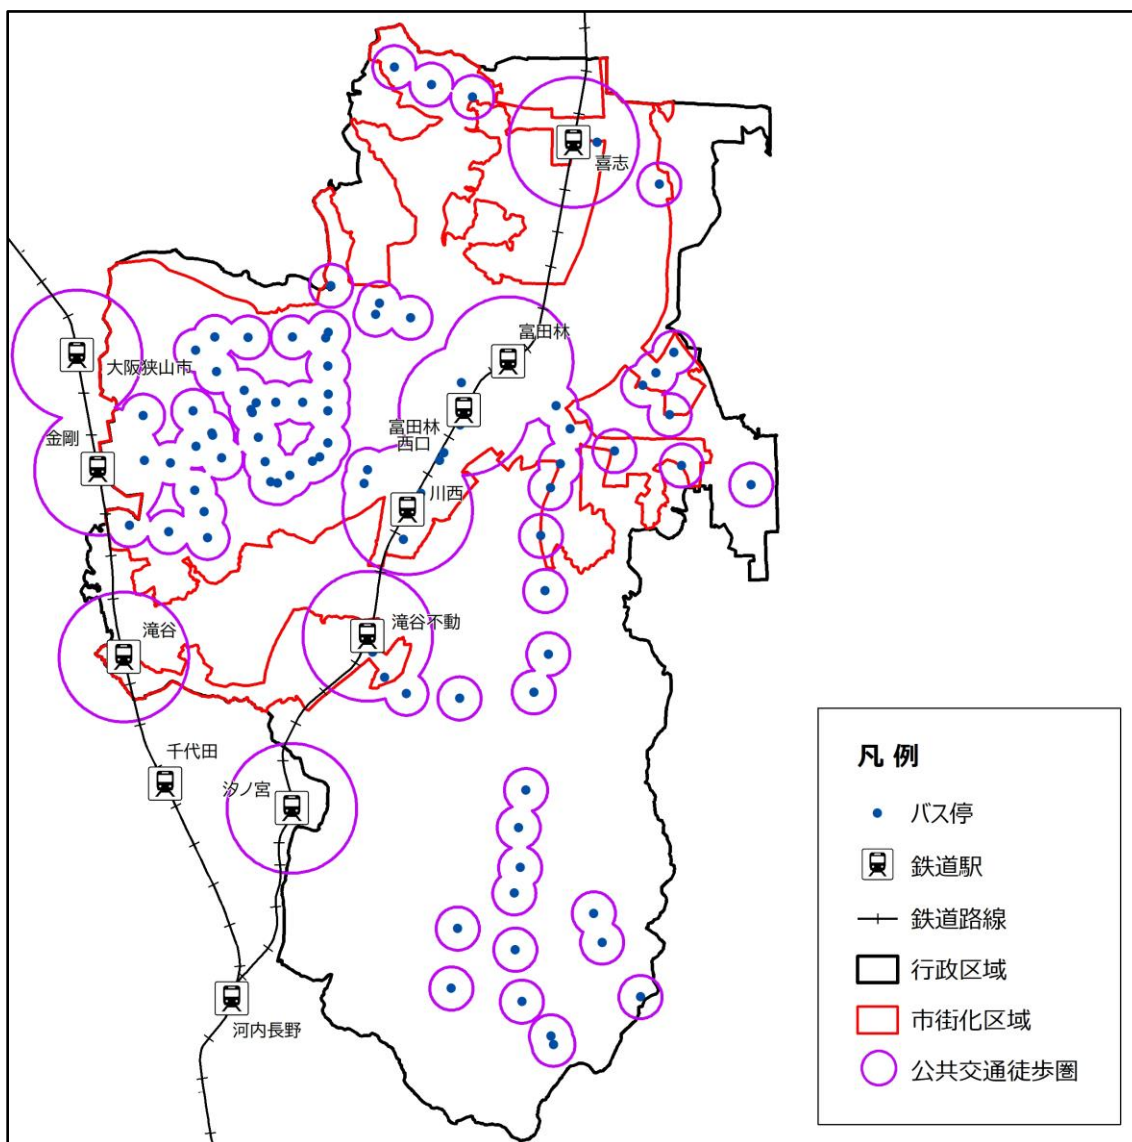 喜志
富田林
大阪狭山市
富田林
西口
金剛
川西
滝谷不動
滝谷
千代田
汐ノ宮
河内長野
凡 例
バス停
鉄道駅
鉄道路線
行政区域
市街化区域
公共交通徒歩圏